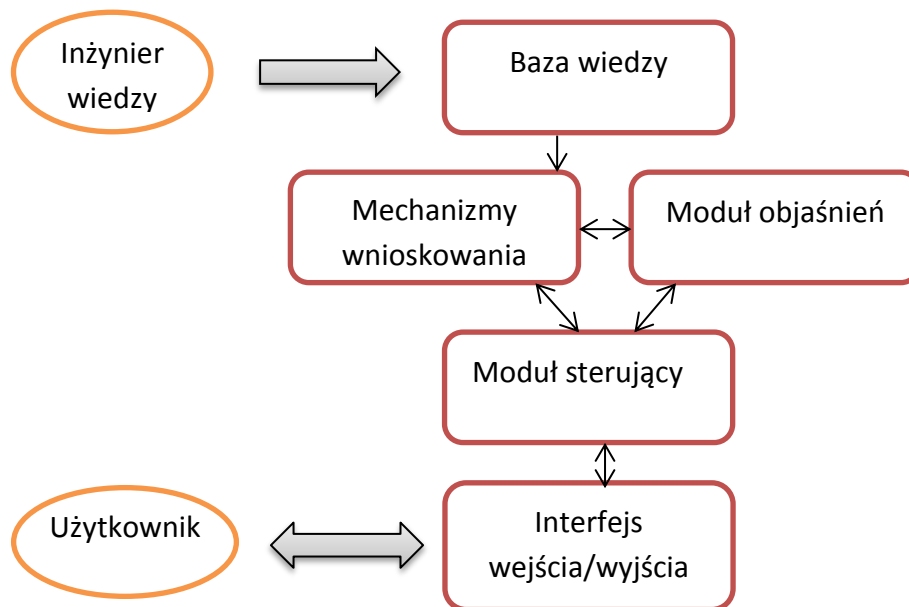 Inżynier
wiedzy
Baza wiedzy
Mechanizmy
wnioskowania
Moduł objaśnień
Moduł sterujący
Użytkownik
Interfejs
wejścia/wyjścia